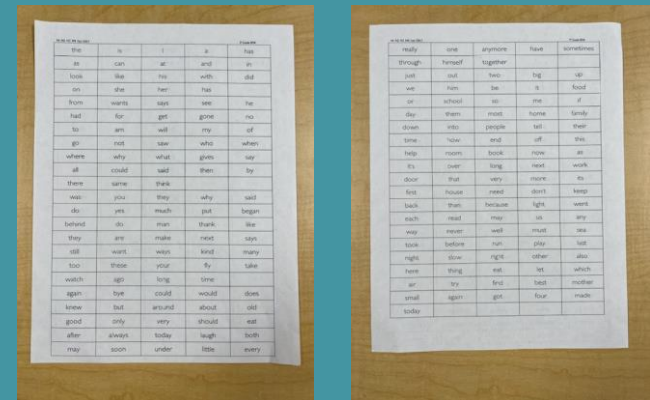 the is I a has
as can at and in
look like his with did
on she her has
from wants says see he
had for get gone no
to am will my of
go not saw who when
where why what gives say
all could said then by
there same think
was you they why said
do yes much put began
behind do man thank like
they are make next says
still want ways kind many
too these your fly take
watch ago long time
again bye could would does
knew but around about old
good only very should eat
after always today laugh both
may soon under little every
really one anymore have sometimes
through himself together
just out two big up
we him be it food
or school so me if
day them most home family
down into people tell their
time how end off this
help room book now as
it's over long next work
door that very more its
first house need don't keep
back than because light went
each read may us any
way never well must sea
took before run play last
night slow right other also
here thing eat let which
air try find best mother
small again got four made
today